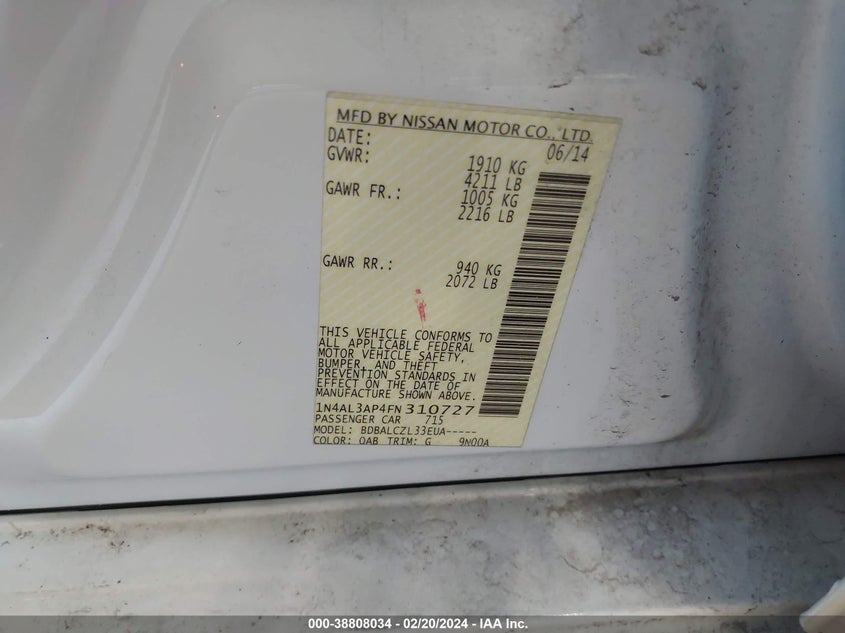 MFD BY NISSAN MOTOR CO., LTD.
DATE: 06/14
GVWR: 1910 KG
4211 LB
GAWR FR.: 1005 KG
2216 LB
GAWR RR.: 940 KG
2072 LB
THIS VEHICLE CONFORMS TO
ALL APPLICABLE FEDERAL
MOTOR VEHICLE SAFETY,
BUMPER, AND THEFT
PREVENTION STANDARDS IN
EFFECT ON THE DATE OF
MANUFACTURE SHOWN ABOVE.
1N4AL3AP4FN310727
PASSENGER CAR 715
MODEL: BDBALCZL33EUA-----
COLOR: QAB TRIM: G 9N00A
000-38808034 - 02/20/2024 - IAA Inc.